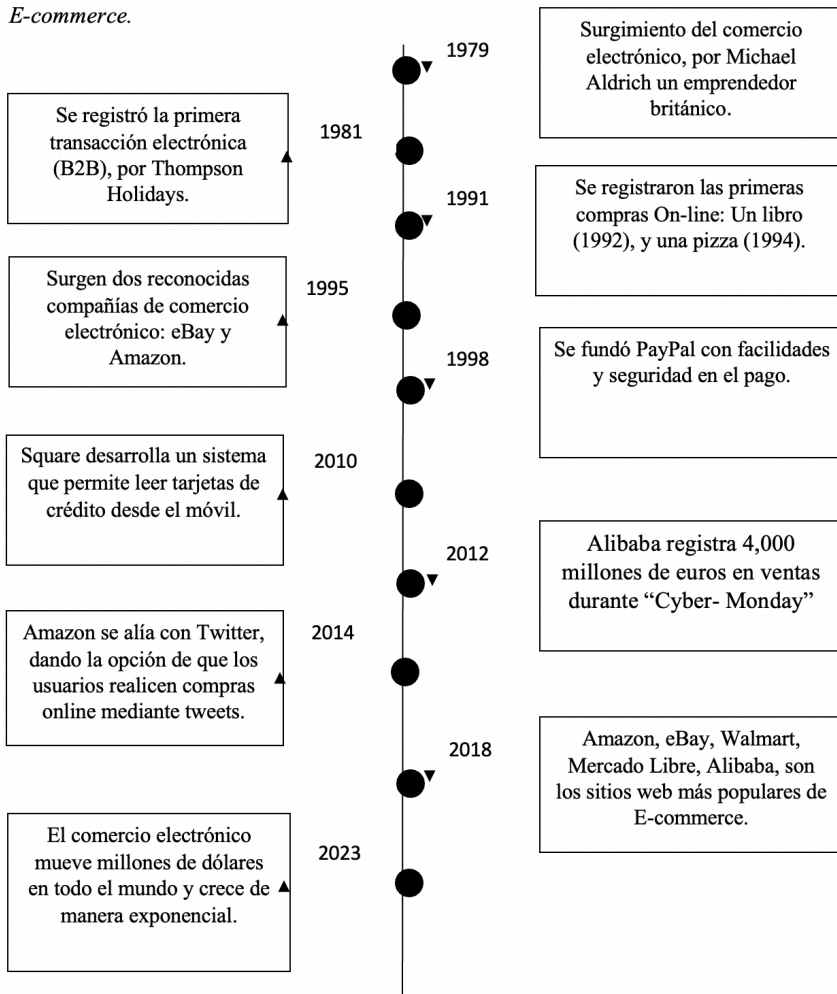 E-commerce.
1979
Surgimiento del comercio
electrónico, por Michael
Aldrich un emprendedor
británico.
1981
Se registró la primera
transacción electrónica
(B2B), por Thompson
Holidays.
1991
Se registraron las primeras
compras On-line: Un libro
(1992), y una pizza (1994).
1995
Surgen dos reconocidas
compañías de comercio
electrónico: eBay y
Amazon.
1998
Se fundó PayPal con facilidades
y seguridad en el pago.
2010
Square desarrolla un sistema
que permite leer tarjetas de
crédito desde el móvil.
2012
Alibaba registra 4,000
millones de euros en ventas
durante “Cyber- Monday”
2014
Amazon se alía con Twitter,
dando la opción de que los
usuarios realicen compras
online mediante tweets.
2018
Amazon, eBay, Walmart,
Mercado Libre, Alibaba, son
los sitios web más populares de
E-commerce.
2023
El comercio electrónico
mueve millones de dólares
en todo el mundo y crece de
manera exponencial.